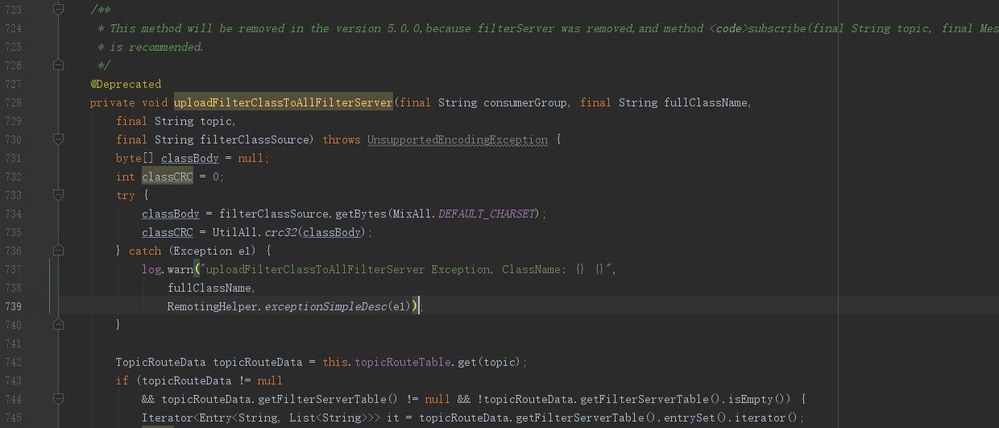 723 /**
724 * This method will be removed in the version 5.0.0,because filterServer was removed,and method <code>subscribe(final String topic, final Mes
725 * is recommended.
726 */
727 @Deprecated
728 private void uploadFilterClassToAllFilterServer(final String consumerGroup, final String fullClassName,
729 final String topic,
730 final String filterClassSource) throws UnsupportedEncodingException {
731 byte[] classBody = null;
732 int classCRC = 0;
733 try {
734 classBody = filterClassSource.getBytes(MixAll.DEFAULT_CHARSET);
735 classCRC = UtilAll.crc32(classBody);
736 } catch (Exception e1) {
737 log.warn("uploadFilterClassToAllFilterServer Exception, ClassName: {} {}",
738 fullClassName,
739 RemotingHelper.exceptionSimpleDesc(e1));
740 }
741
742 TopicRouteData topicRouteData = this.topicRouteTable.get(topic);
743 if (topicRouteData != null
744 && topicRouteData.getFilterServerTable() != null && !topicRouteData.getFilterServerTable().isEmpty()) {
745 Iterator<Entry<String, List<String>>> it = topicRouteData.getFilterServerTable().entrySet().iterator();